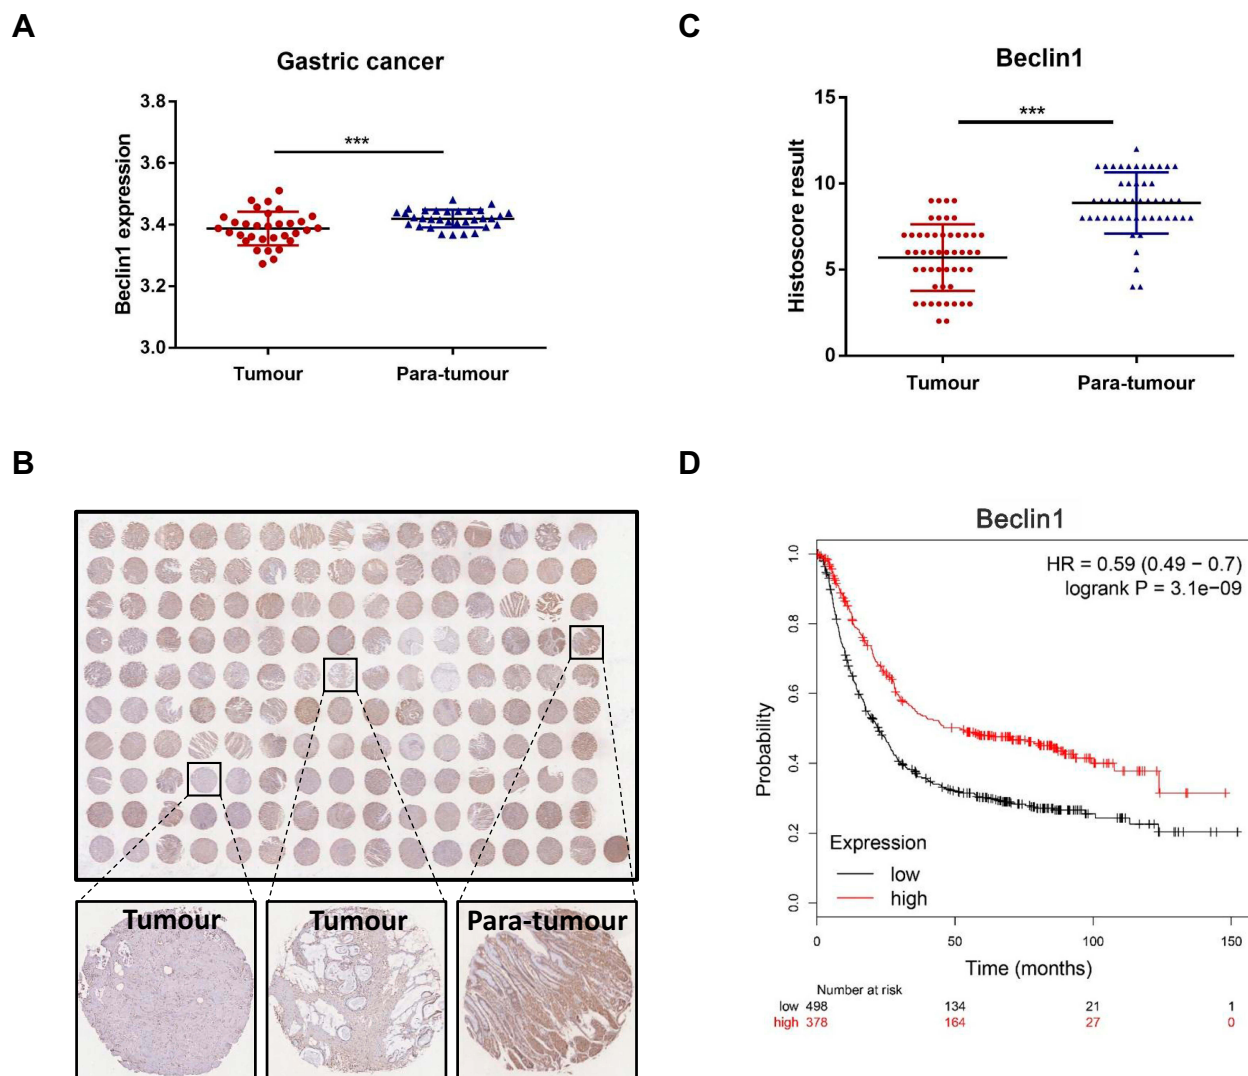 A
Gastric cancer
Beclin1 expression
3.8
3.6
3.4
3.2
3.0
***
Tumour Para-tumour
C
Beclin1
Histoscore result
15
10
5
0
***
Tumour Para-tumour
B
Tumour Tumour Para-tumour
D
Beclin1
HR = 0.59 (0.49 − 0.7)
logrank P = 3.1e−09
Probability
1.0
0.8
0.6
0.4
0.2
0.0
Expression
low
high
0 50 100 150
Time (months)
Number at risk
low 498 134 21 1
high 378 164 27 0